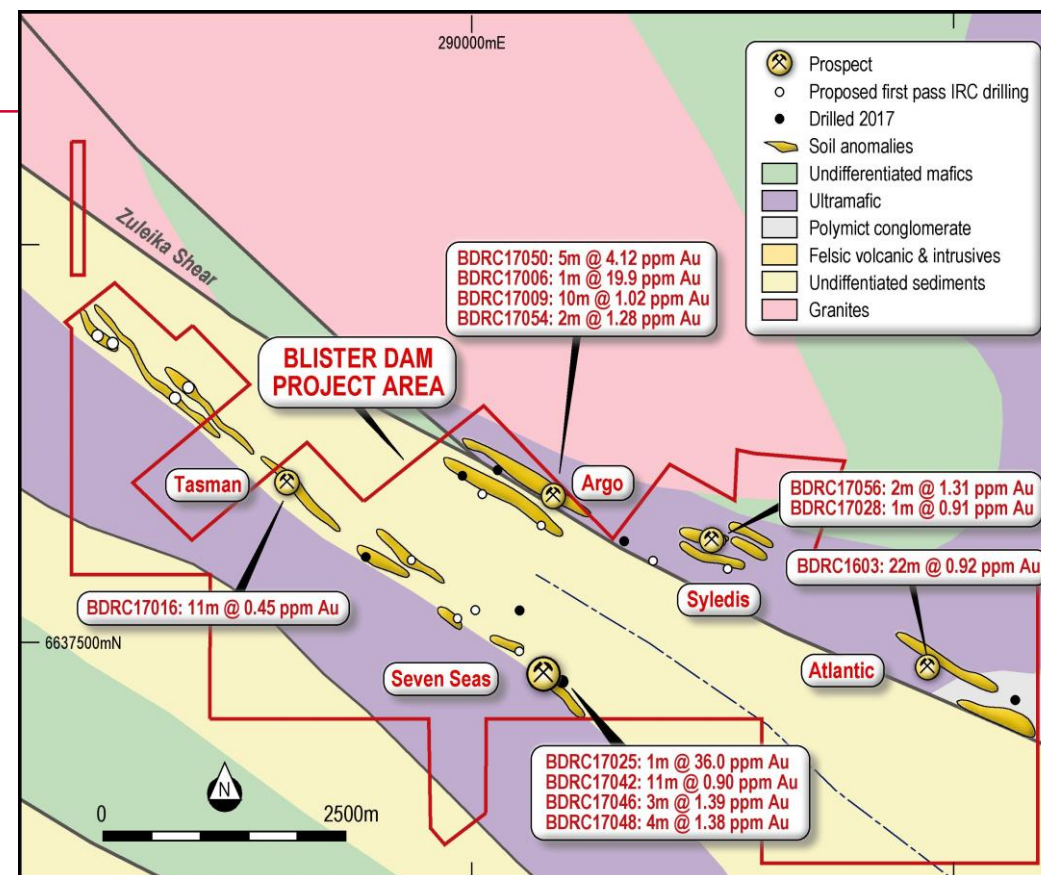 290000mE
Prospect
Proposed first pass IRC drilling
Drilled 2017
Soil anomalies
Undifferentiated mafics
Ultramafic
Polymict conglomerate
Felsic volcanic & intrusives
Undiffentiated sediments
Granites
Zuleika Shear
BDRC17050: 5m @ 4.12 ppm Au
BDRC17006: 1m @ 19.9 ppm Au
BDRC17009: 10m @ 1.02 ppm Au
BDRC17054: 2m @ 1.28 ppm Au
BLISTER DAM
PROJECT AREA
Tasman
Argo
BDRC17056: 2m @ 1.31 ppm Au
BDRC17028: 1m @ 0.91 ppm Au
BDRC1603: 22m @ 0.92 ppm Au
Syledis
BDRC17016: 11m @ 0.45 ppm Au
6637500mN
Seven Seas
Atlantic
BDRC17025: 1m @ 36.0 ppm Au
BDRC17042: 11m @ 0.90 ppm Au
BDRC17046: 3m @ 1.39 ppm Au
BDRC17048: 4m @ 1.38 ppm Au
N
0 2500m